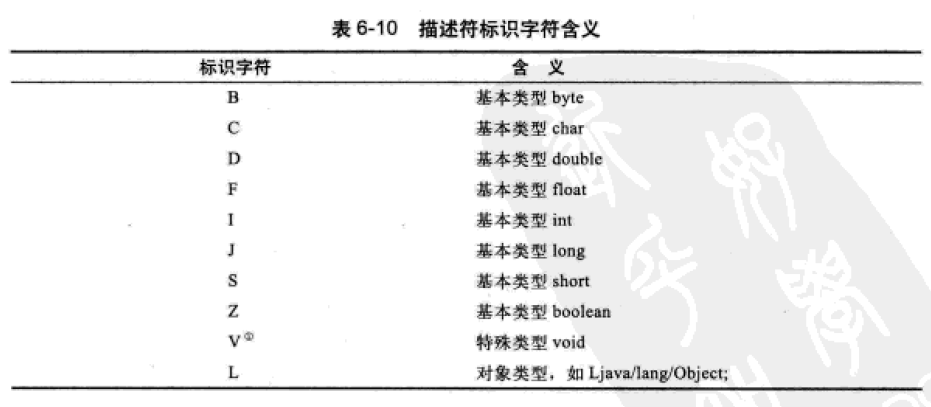 表 6-10 描述符标识字符含义
标识字符 含 义
B 基本类型 byte
C 基本类型 char
D 基本类型 double
F 基本类型 float
I 基本类型 int
J 基本类型 long
S 基本类型 short
Z 基本类型 boolean
V① 特殊类型 void
L 对象类型，如 Ljava/lang/Object;